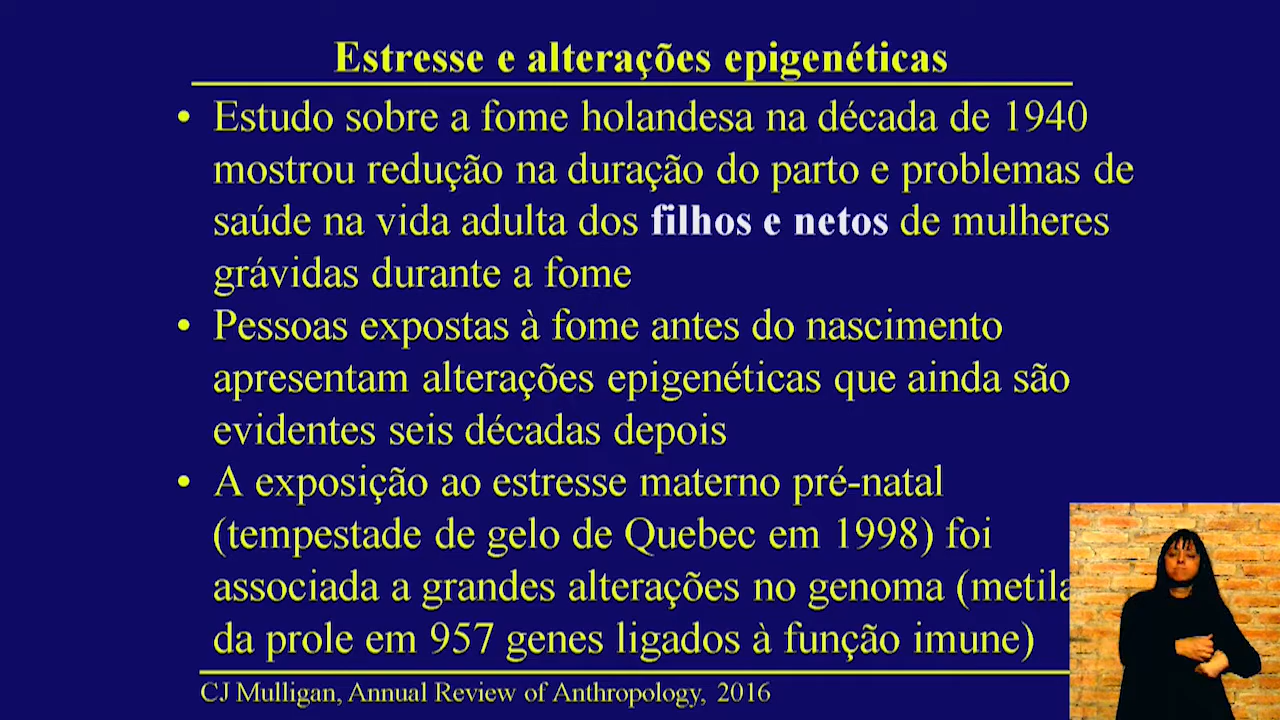 Estresse e alterações epigenéticas
• Estudo sobre a fome holandesa na década de 1940
mostrou redução na duração do parto e problemas de
saúde na vida adulta dos filhos e netos de mulheres
grávidas durante a fome
• Pessoas expostas à fome antes do nascimento
apresentam alterações epigenéticas que ainda são
evidentes seis décadas depois
• A exposição ao estresse materno pré-natal
(tempestade de gelo de Quebec em 1998) foi
associada a grandes alterações no genoma (metila
da prole em 957 genes ligados à função imune)
CJ Mulligan, Annual Review of Anthropology, 2016